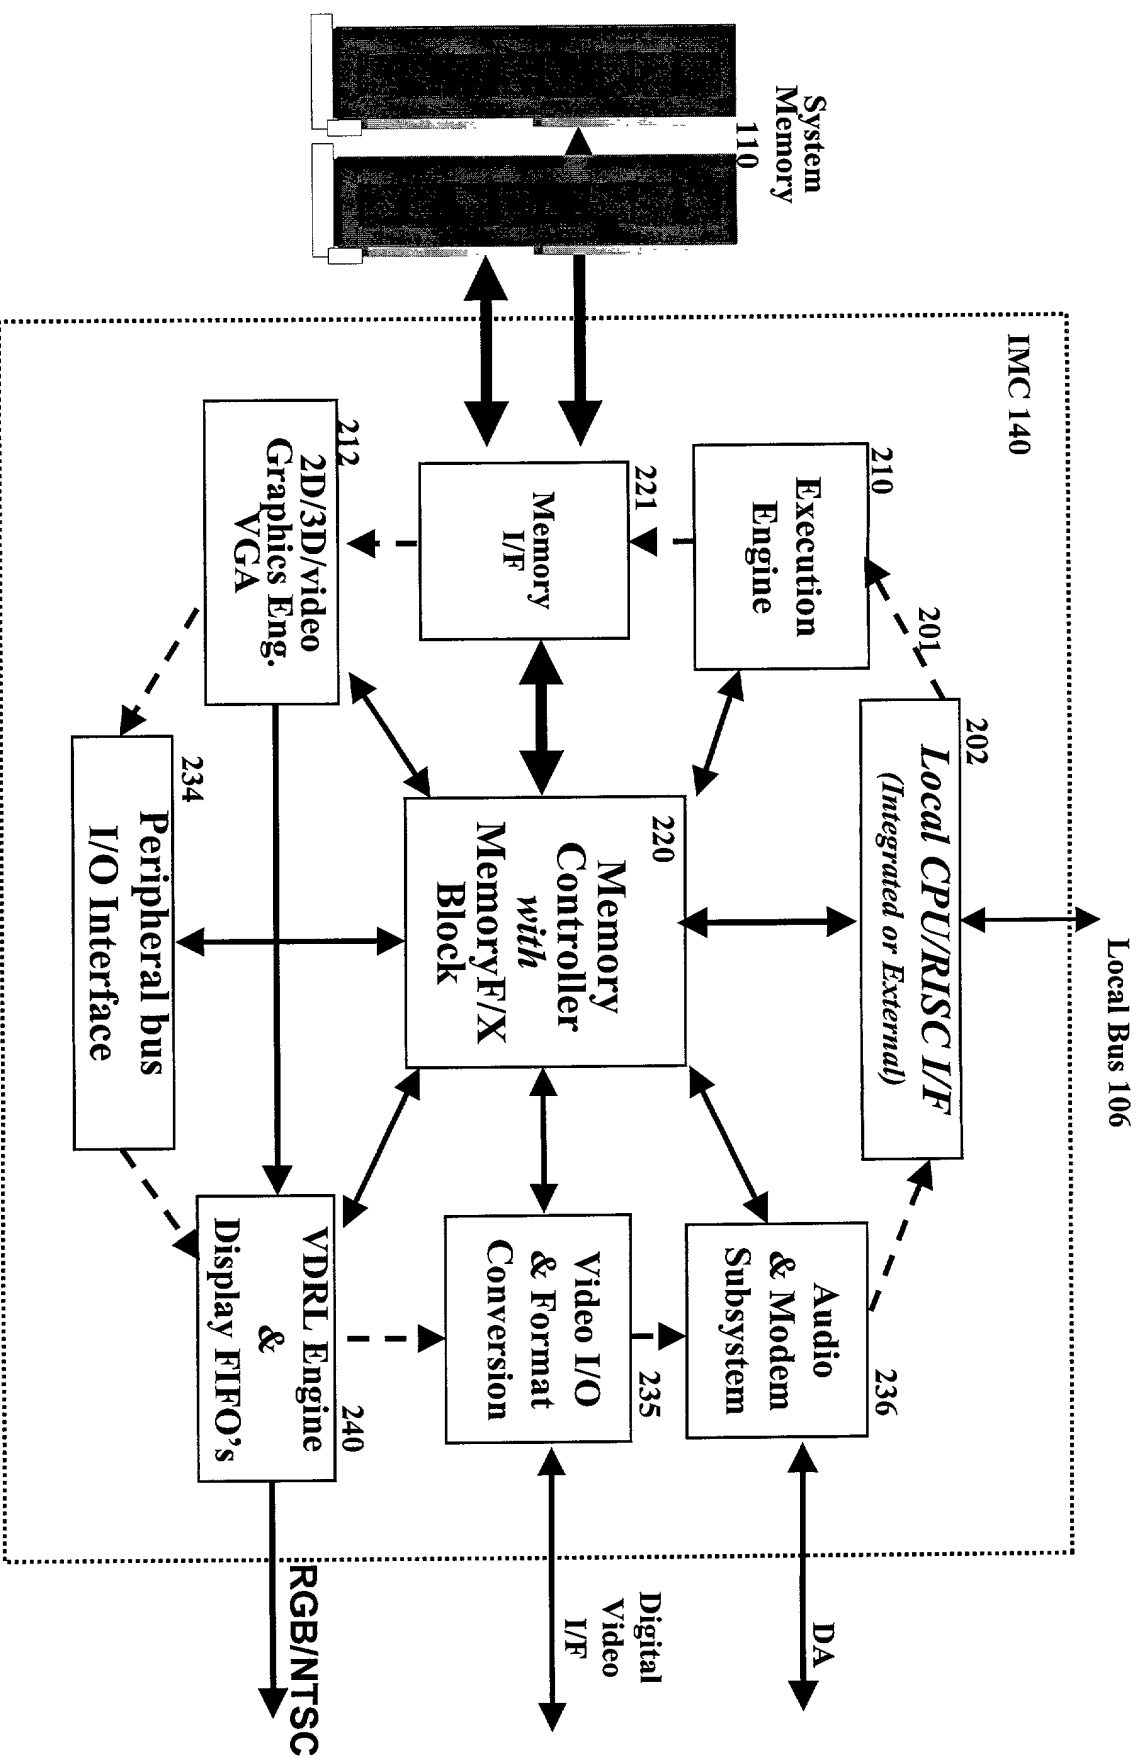 Local Bus 106
System
Memory
110
IMC 140
202
Local CPU/RISC I/F
(Integrated or External)
201
210
Execution
Engine
236
Audio
& Modem
Subsystem
DA
221
Memory
I/F
220
Memory
Controller
with
MemoryF/X
Block
235
Video I/O
& Format
Conversion
Digital
Video
I/F
212
2D/3D/video
Graphics Eng.
VGA
240
VDRL Engine
&
Display FIFO's
RGB/NTSC
234
Peripheral bus
I/O Interface